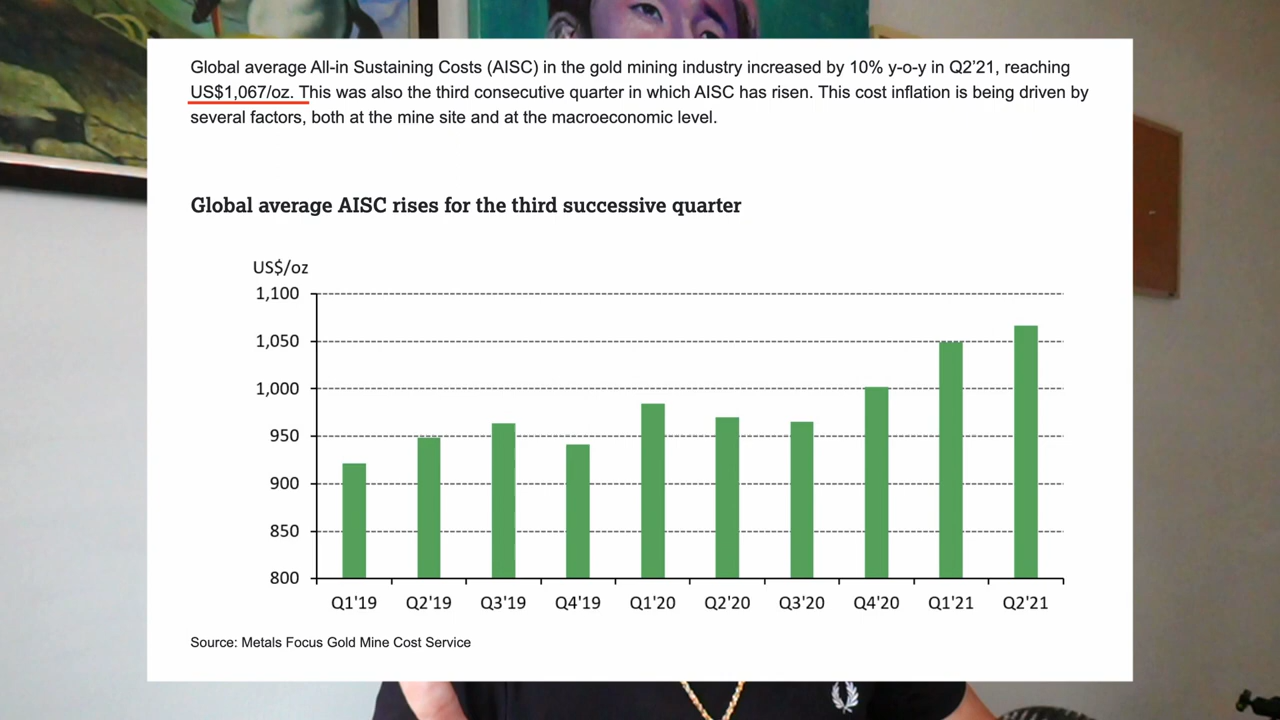 Global average All-in Sustaining Costs (AISC) in the gold mining industry increased by 10% y-o-y in Q2’21, reaching
US$1,067/oz. This was also the third consecutive quarter in which AISC has risen. This cost inflation is being driven by
several factors, both at the mine site and at the macroeconomic level.
Global average AISC rises for the third successive quarter
US$/oz
1,100
1,050
1,000
950
900
850
800
Q1'19 Q2'19 Q3'19 Q4'19 Q1'20 Q2'20 Q3'20 Q4'20 Q1'21 Q2'21
Source: Metals Focus Gold Mine Cost Service